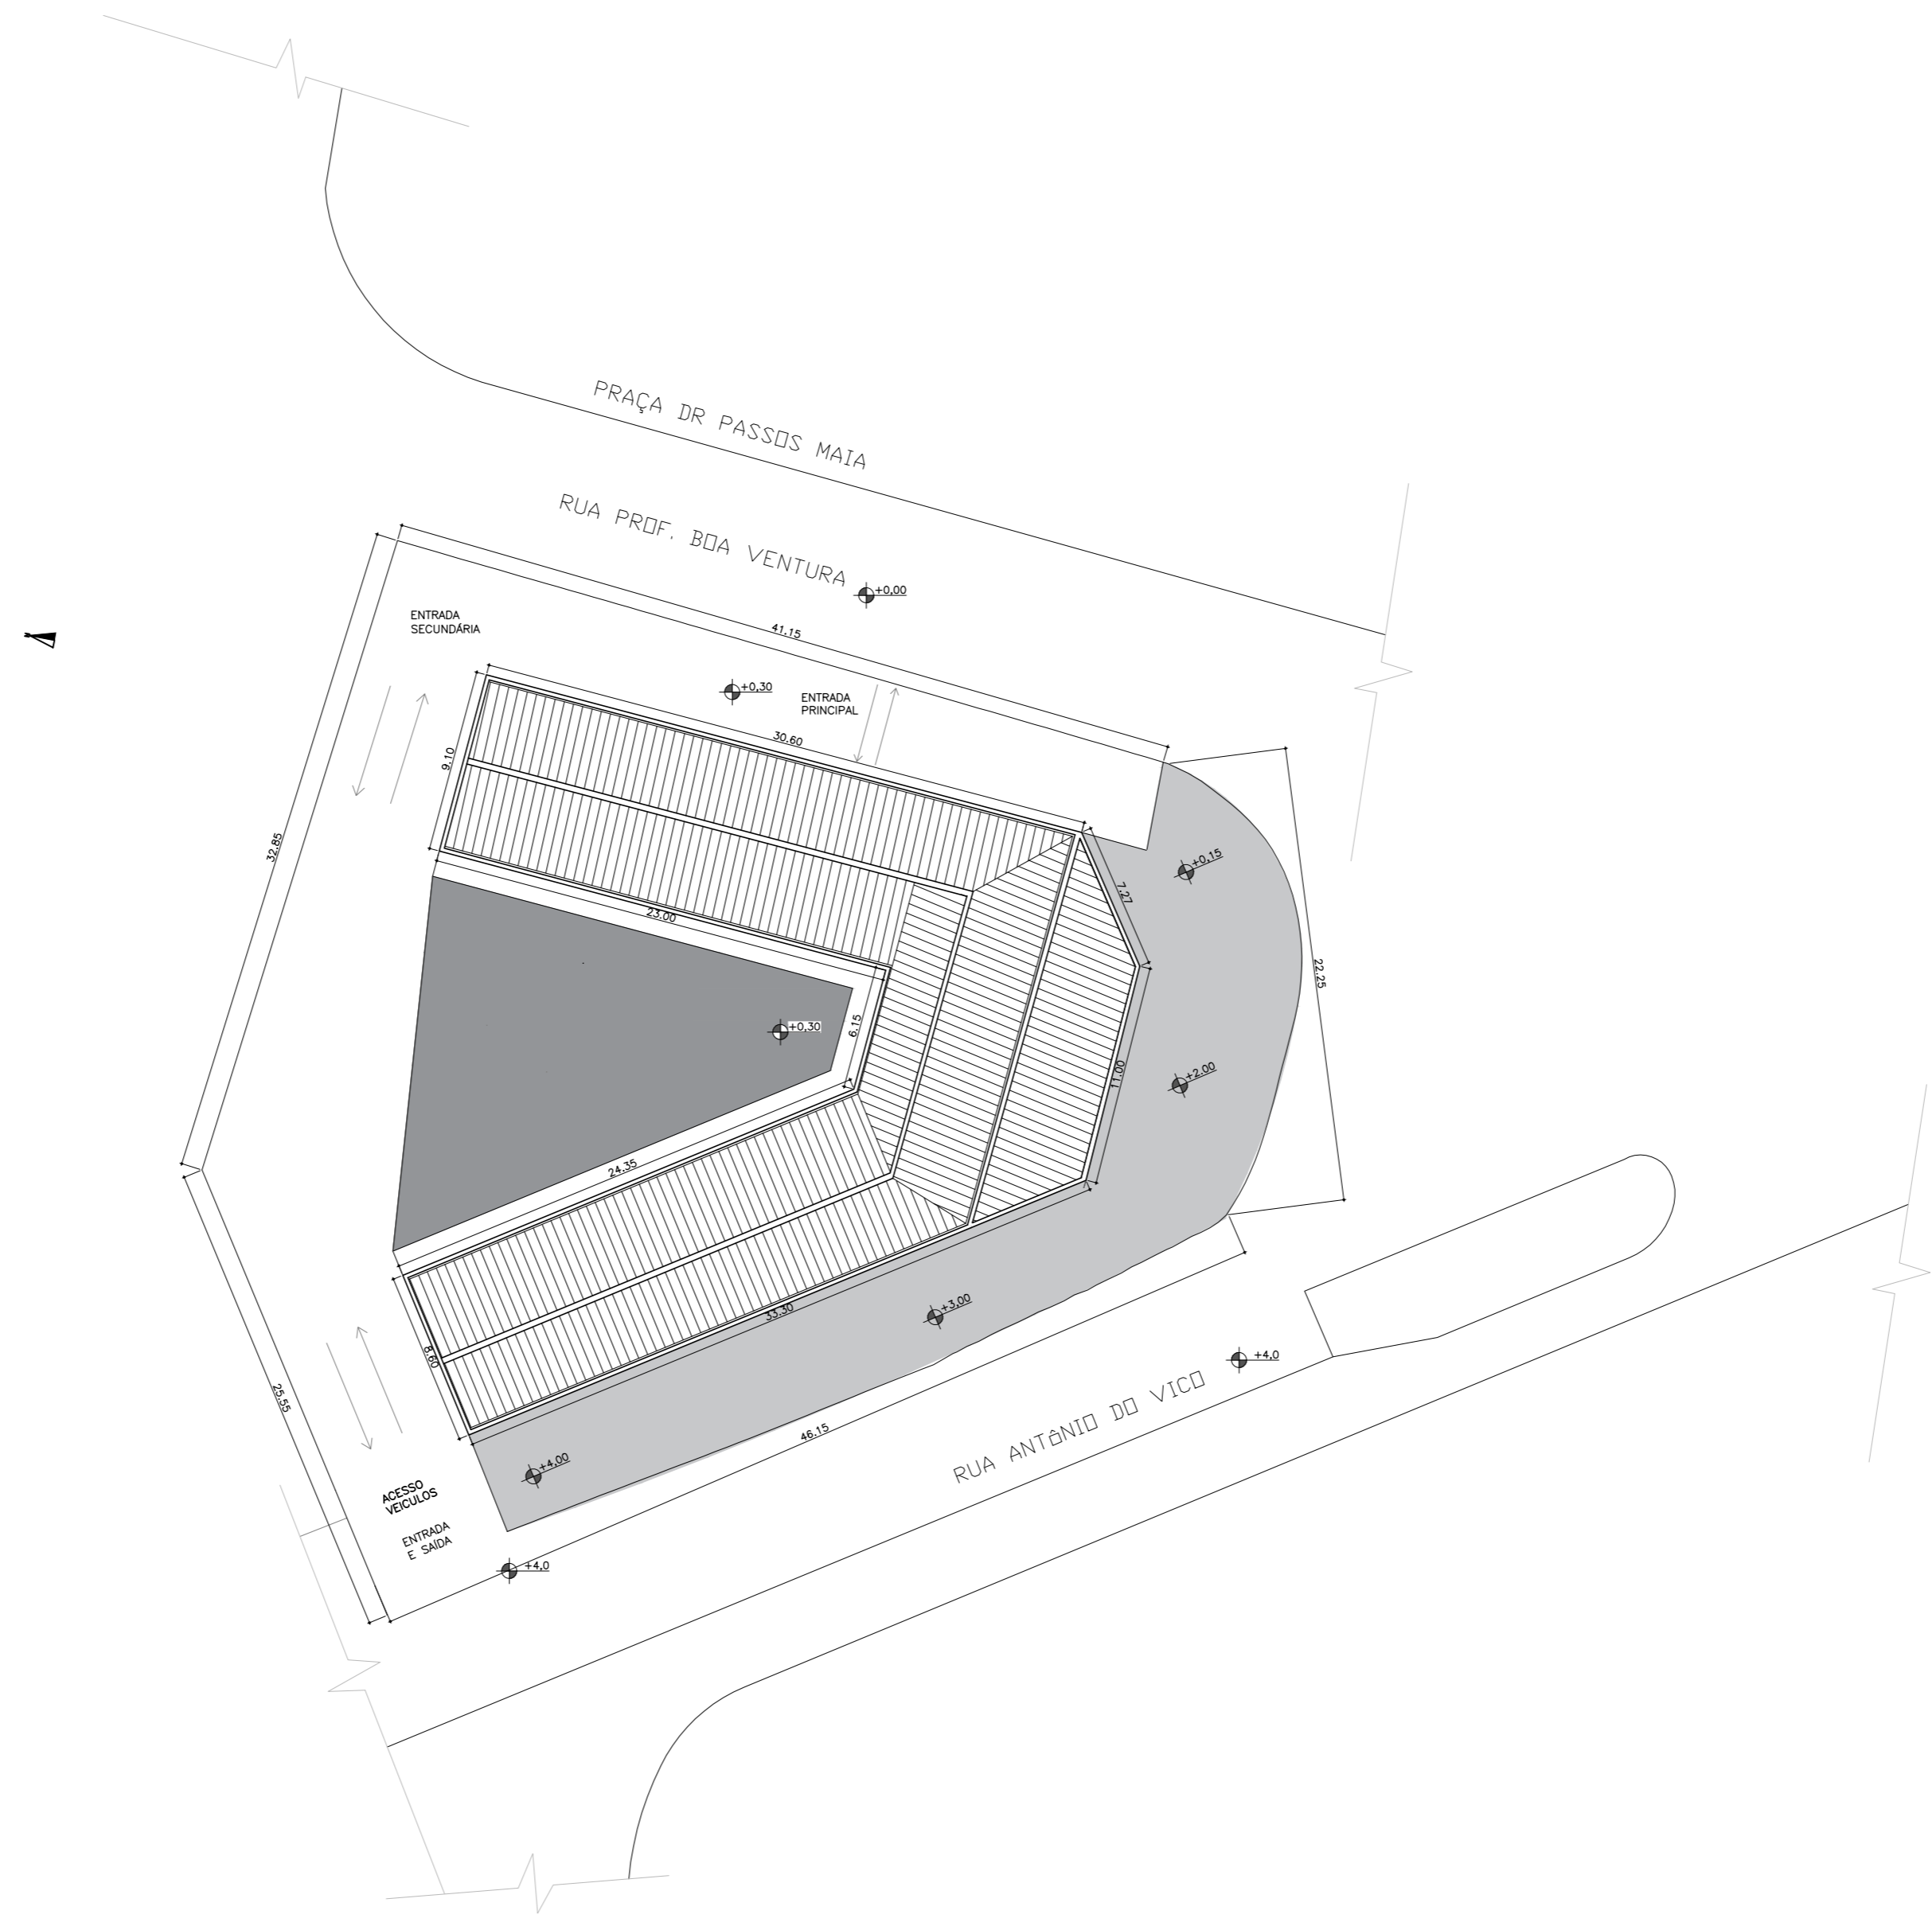 PRAÇA DR PASSOS MAIA
RUA PROF. BOA VENTURA
+0,00
ENTRADA
SECUNDÁRIA
41.15
+0,30
ENTRADA
PRINCIPAL
30.60
9.10
32.85
+0,15
7.27
23.00
22.25
+0,30
6.15
11.00
+2.00
24.35
33.30
+3,00
8.60
+4,0
25.55
RUA ANTÔNIO DO VICO
46.15
+4,00
ACESSO
VEICULOS
ENTRADA
E SAÍDA
+4,0